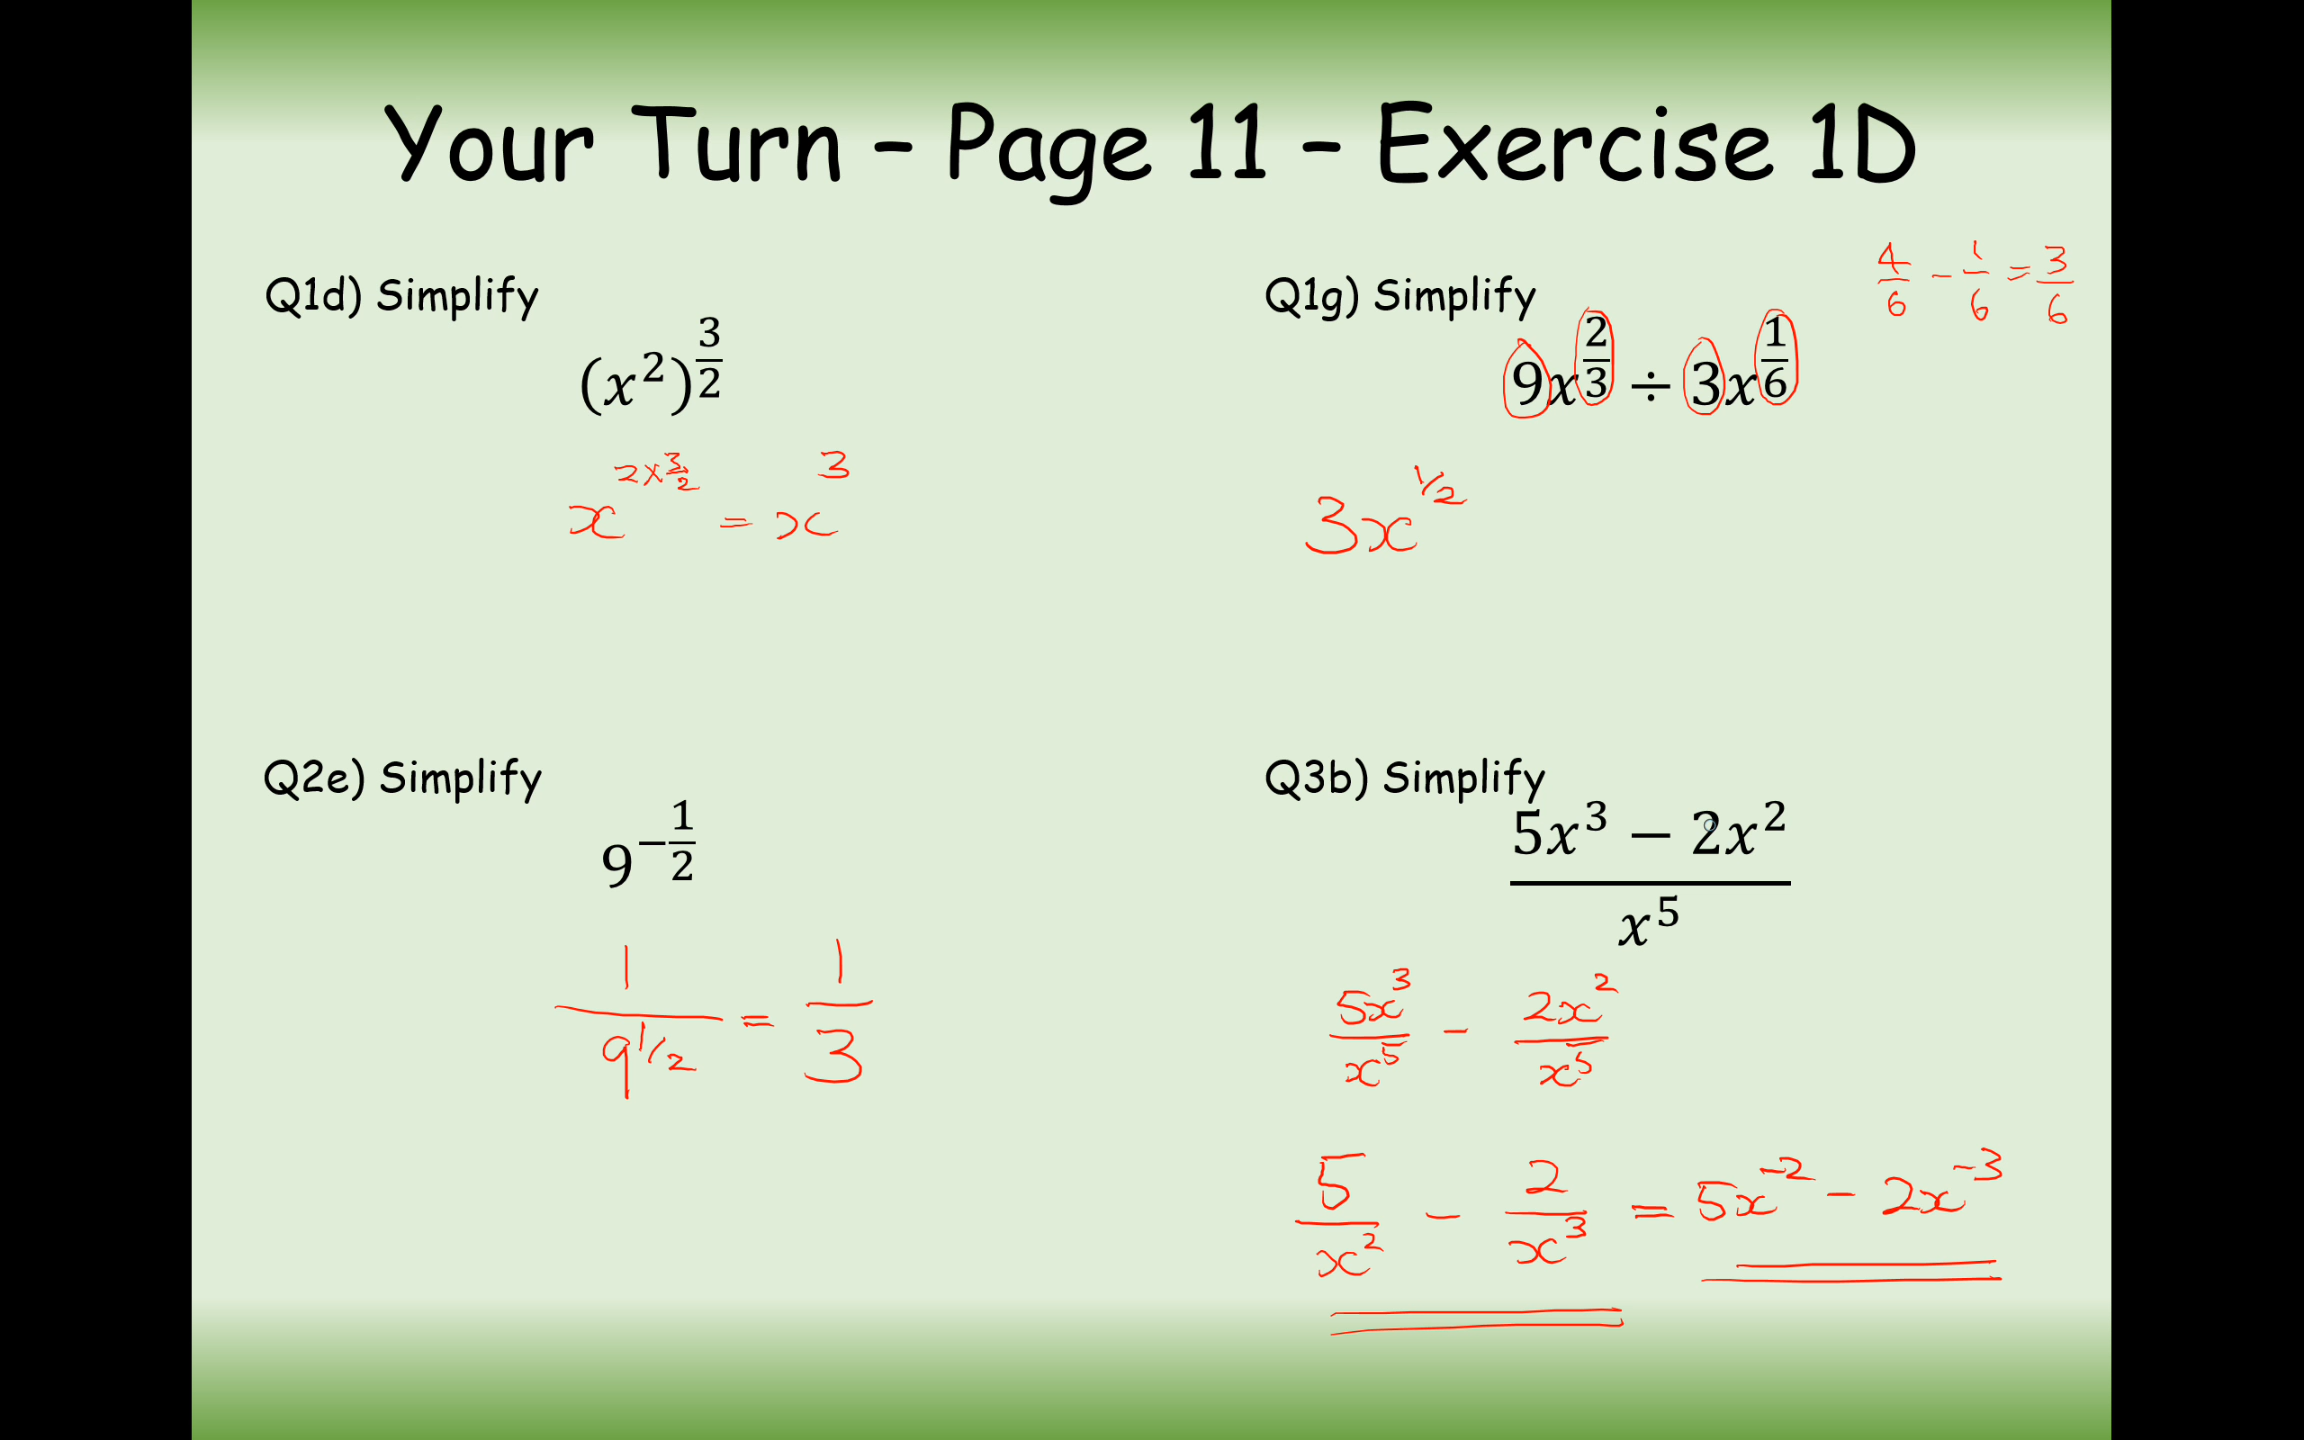 Your Turn – Page 11 – Exercise 1D
Q1d) Simplify
(x²)^(3/2)
x^(2×3/2) = x³
Q1g) Simplify
4/6 − 1/6 = 3/6
9x^(2/3) ÷ 3x^(1/6)
3x^(1/2)
Q2e) Simplify
9^(−1/2)
1/9^(1/2) = 1/3
Q3b) Simplify
(5x³ − 2x²)/x⁵
5x³/x⁵ − 2x²/x⁵
5/x² − 2/x³ = 5x⁻² − 2x⁻³